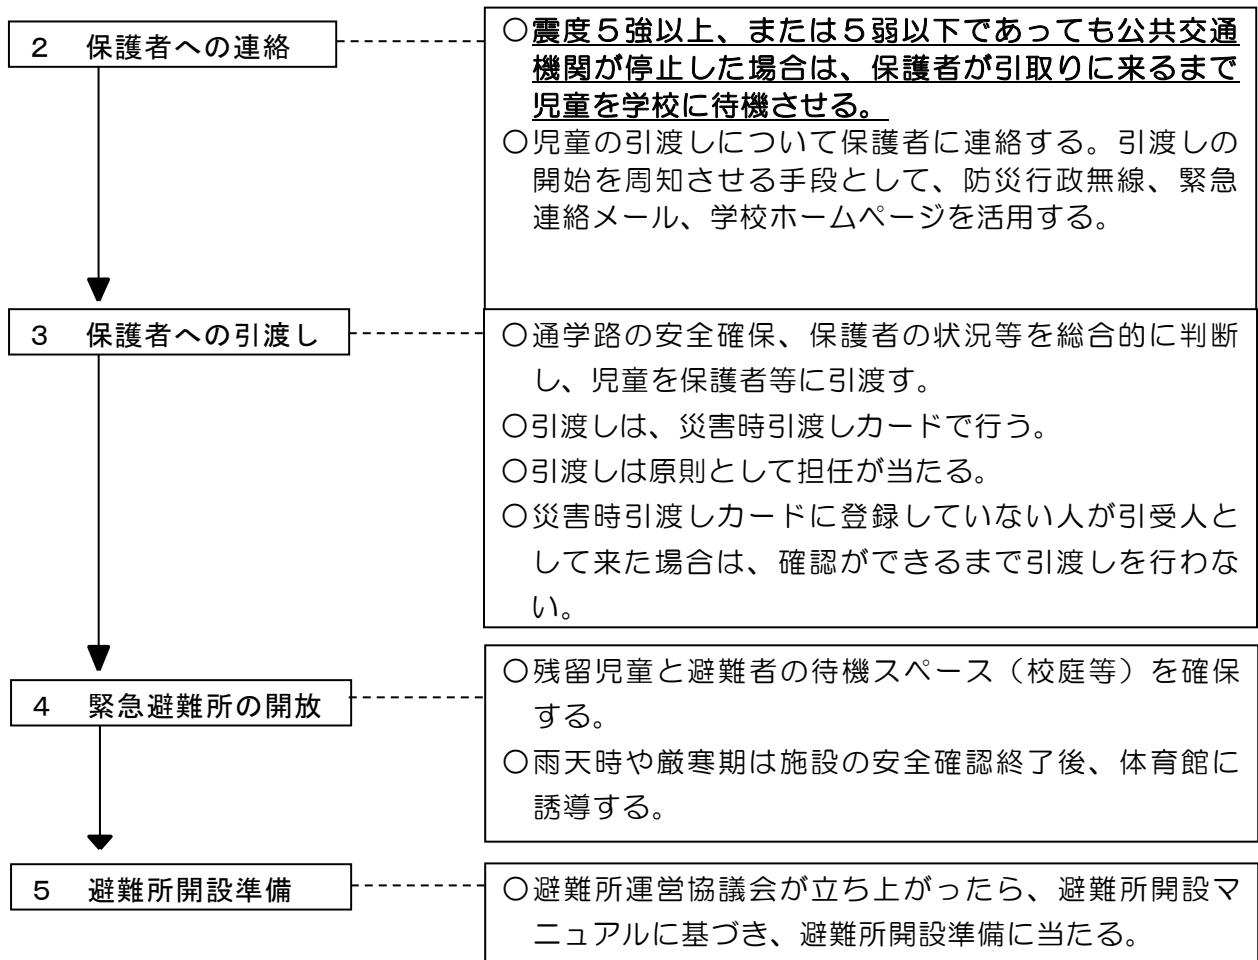 ２　保護者への連絡
○震度５強以上、または５弱以下であっても公共交通
機関が停止した場合は、保護者が引取りに来るまで
児童を学校に待機させる。
○児童の引渡しについて保護者に連絡する。引渡しの
開始を周知させる手段として、防災行政無線、緊急
連絡メール、学校ホームページを活用する。
３　保護者への引渡し
○通学路の安全確保、保護者の状況等を総合的に判断
し、児童を保護者等に引渡す。
○引渡しは、災害時引渡しカードで行う。
○引渡しは原則として担任が当たる。
○災害時引渡しカードに登録していない人が引受人と
して来た場合は、確認ができるまで引渡しを行わな
い。
４　緊急避難所の開放
○残留児童と避難者の待機スペース（校庭等）を確保
する。
○雨天時や厳寒期は施設の安全確認終了後、体育館に
誘導する。
５　避難所開設準備
○避難所運営協議会が立ち上がったら、避難所開設マ
ニュアルに基づき、避難所開設準備に当たる。